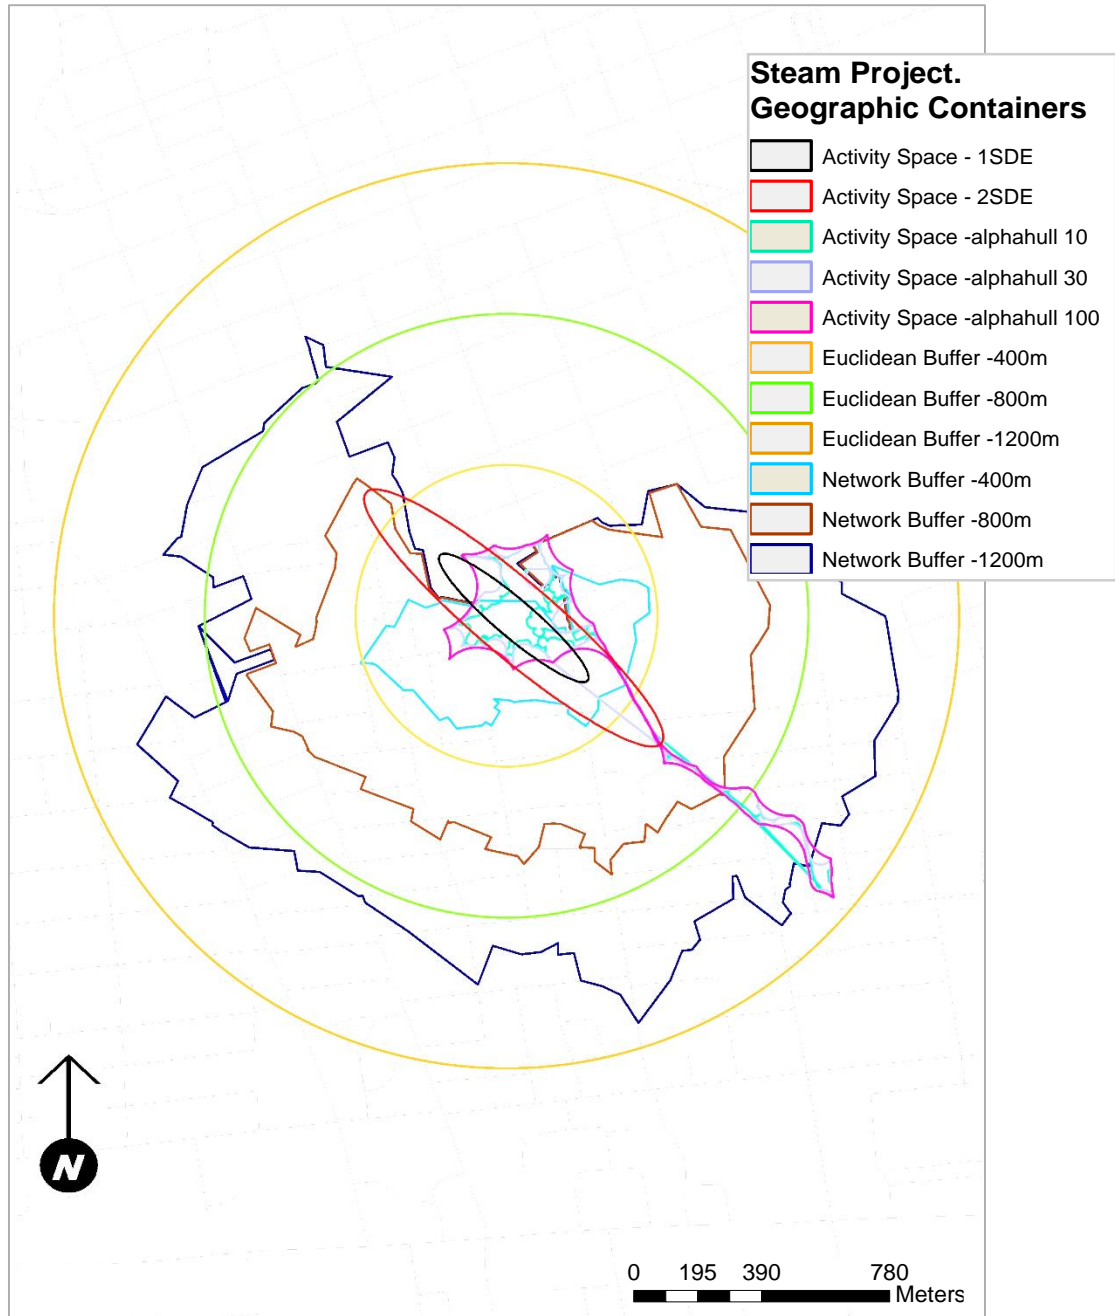 Steam Project.
Geographic Containers
Activity Space - 1SDE
Activity Space - 2SDE
Activity Space -alphahull 10
Activity Space -alphahull 30
Activity Space -alphahull 100
Euclidean Buffer -400m
Euclidean Buffer -800m
Euclidean Buffer -1200m
Network Buffer -400m
Network Buffer -800m
Network Buffer -1200m
N
0 195 390 780
Meters